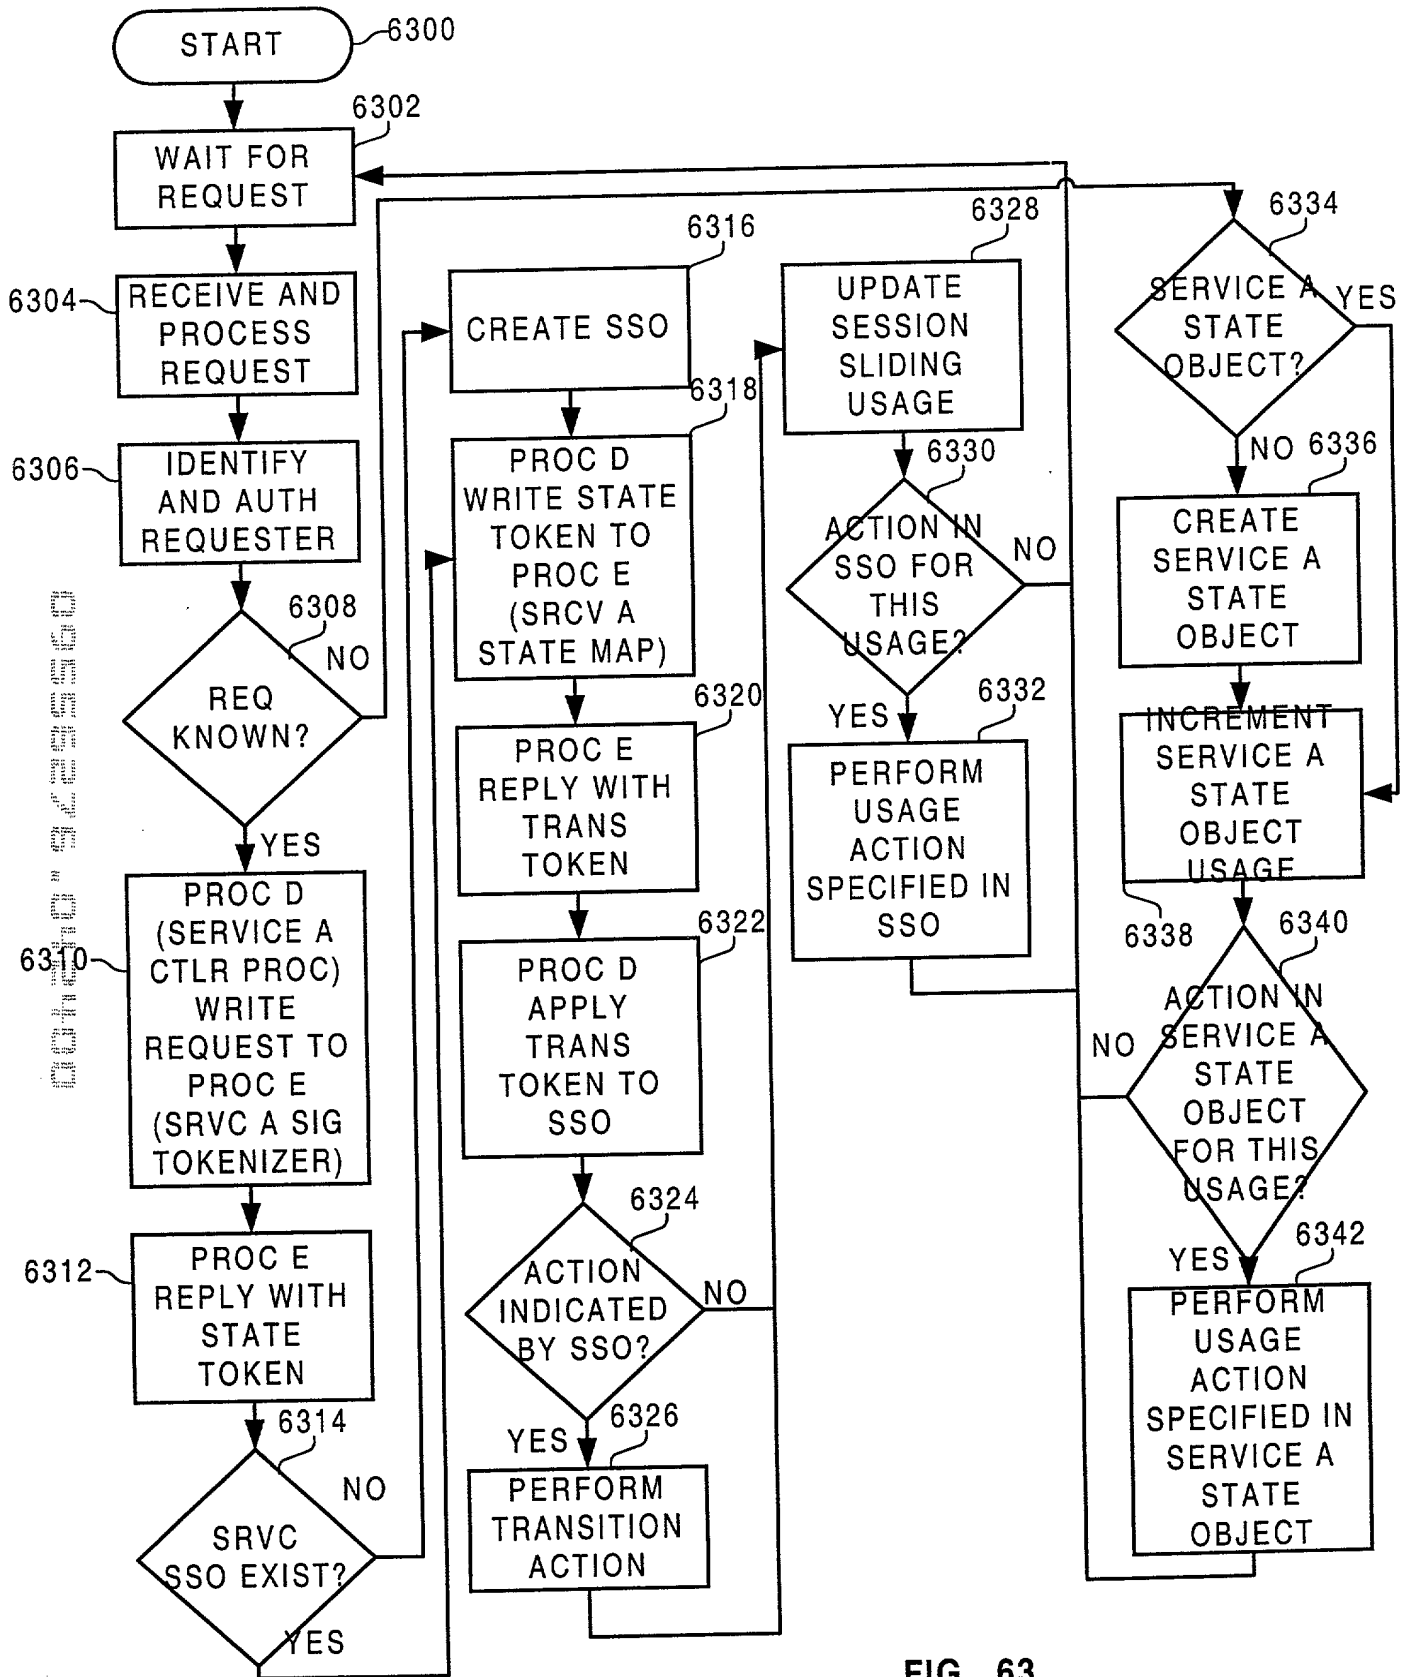 START
6300
6302
WAIT FOR
REQUEST
6304
RECEIVE AND
PROCESS
REQUEST
6306
IDENTIFY
AND AUTH
REQUESTER
6308
NO
REQ
KNOWN?
YES
6310
PROC D
(SERVICE A
CTLR PROC)
WRITE
REQUEST TO
PROC E
(SRVC A SIG
TOKENIZER)
6312
PROC E
REPLY WITH
STATE
TOKEN
6314
NO
SRVC
SSO EXIST?
YES
6316
CREATE SSO
6318
PROC D
WRITE STATE
TOKEN TO
PROC E
(SRCV A
STATE MAP)
6320
PROC E
REPLY WITH
TRANS
TOKEN
6322
PROC D
APPLY
TRANS
TOKEN TO
SSO
6324
ACTION
INDICATED
BY SSO?
NO
YES
6326
PERFORM
TRANSITION
ACTION
6328
UPDATE
SESSION
SLIDING
USAGE
6330
ACTION IN
SSO FOR
THIS
USAGE?
NO
YES
6332
PERFORM
USAGE
ACTION
SPECIFIED IN
SSO
6334
SERVICE A
STATE
OBJECT?
YES
NO
6336
CREATE
SERVICE A
STATE
OBJECT
INCREMENT
SERVICE A
STATE
OBJECT
USAGE
6338
6340
ACTION IN
SERVICE A
STATE
OBJECT
FOR THIS
USAGE?
NO
YES
6342
PERFORM
USAGE
ACTION
SPECIFIED IN
SERVICE A
STATE
OBJECT
FIG. 63